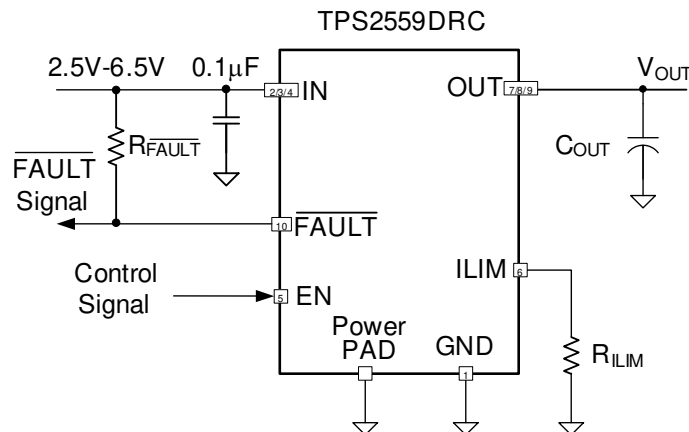 TPS2559DRC
2.5V-6.5V
0.1µF
2/3/4
IN
OUT
7/8/9
VOUT
RFAULT
COUT
FAULT
Signal
10
FAULT
ILIM
6
Control
Signal
5
EN
Power
PAD
GND
RILIM
1